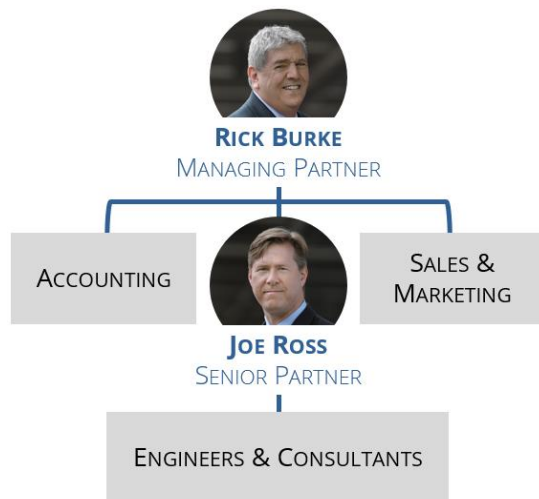 Rick Burke
Managing Partner
Accounting
Sales &
Marketing
Joe Ross
Senior Partner
Engineers & Consultants